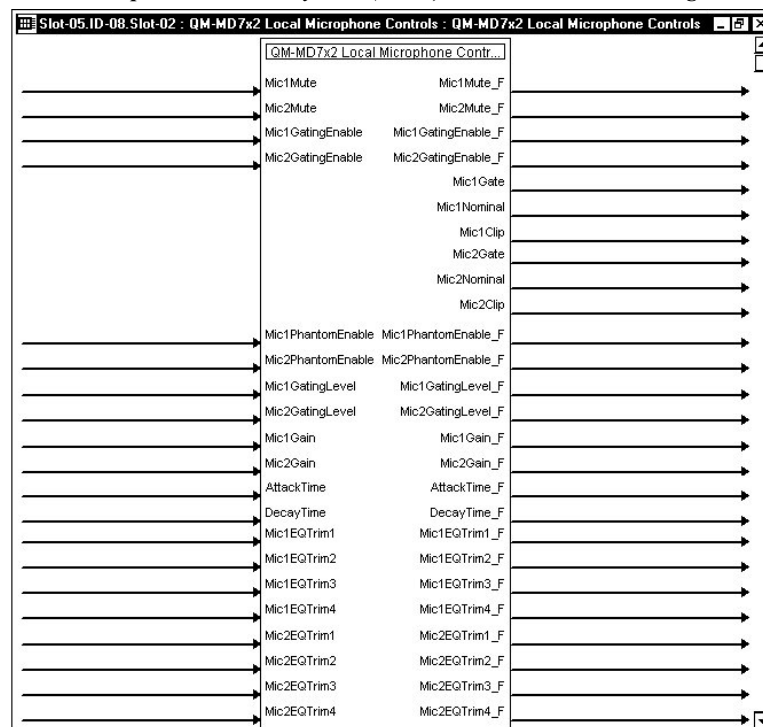 Slot-05.ID-08.Slot-02 : QM-MD7x2 Local Microphone Controls : QM-MD7x2 Local Microphone Controls
QM-MD7x2 Local Microphone Contr...
Mic1Mute Mic1Mute_F
Mic2Mute Mic2Mute_F
Mic1GatingEnable Mic1GatingEnable_F
Mic2GatingEnable Mic2GatingEnable_F
Mic1Gate
Mic1Nominal
Mic1Clip
Mic2Gate
Mic2Nominal
Mic2Clip
Mic1PhantomEnable Mic1PhantomEnable_F
Mic2PhantomEnable Mic2PhantomEnable_F
Mic1GatingLevel Mic1GatingLevel_F
Mic2GatingLevel Mic2GatingLevel_F
Mic1Gain Mic1Gain_F
Mic2Gain Mic2Gain_F
AttackTime AttackTime_F
DecayTime DecayTime_F
Mic1EQTrim1 Mic1EQTrim1_F
Mic1EQTrim2 Mic1EQTrim2_F
Mic1EQTrim3 Mic1EQTrim3_F
Mic1EQTrim4 Mic1EQTrim4_F
Mic2EQTrim1 Mic2EQTrim1_F
Mic2EQTrim2 Mic2EQTrim2_F
Mic2EQTrim3 Mic2EQTrim3_F
Mic2EQTrim4 Mic2EQTrim4_F